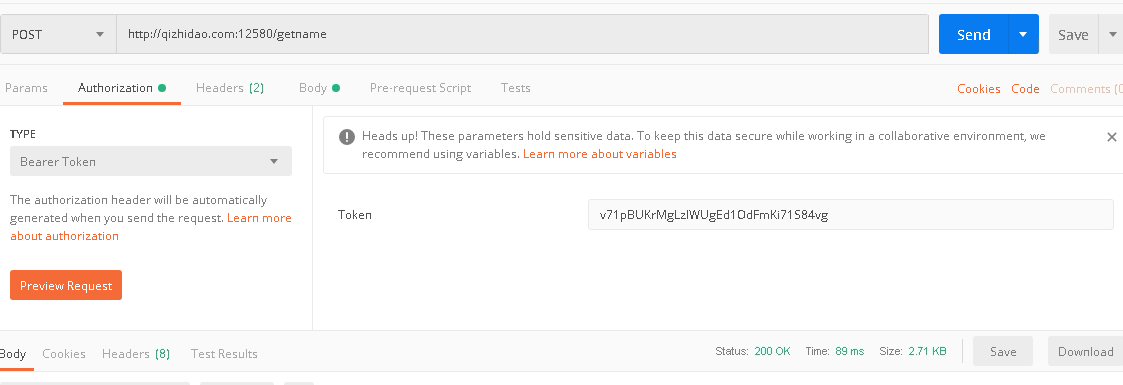 POST
http://qizhidao.com:12580/getname
Send
Save
Params
Authorization
Headers (2)
Body
Pre-request Script
Tests
Cookies
Code
Comments (0
TYPE
Bearer Token
The authorization header will be automatically
generated when you send the request. Learn more
about authorization
Preview Request
Heads up! These parameters hold sensitive data. To keep this data secure while working in a collaborative environment, we
recommend using variables. Learn more about variables
Token
v71pBUKrMgLzIWUgEd1OdFmKi71S84vg
Body
Cookies
Headers (8)
Test Results
Status: 200 OK
Time: 89 ms
Size: 2.71 KB
Save
Download